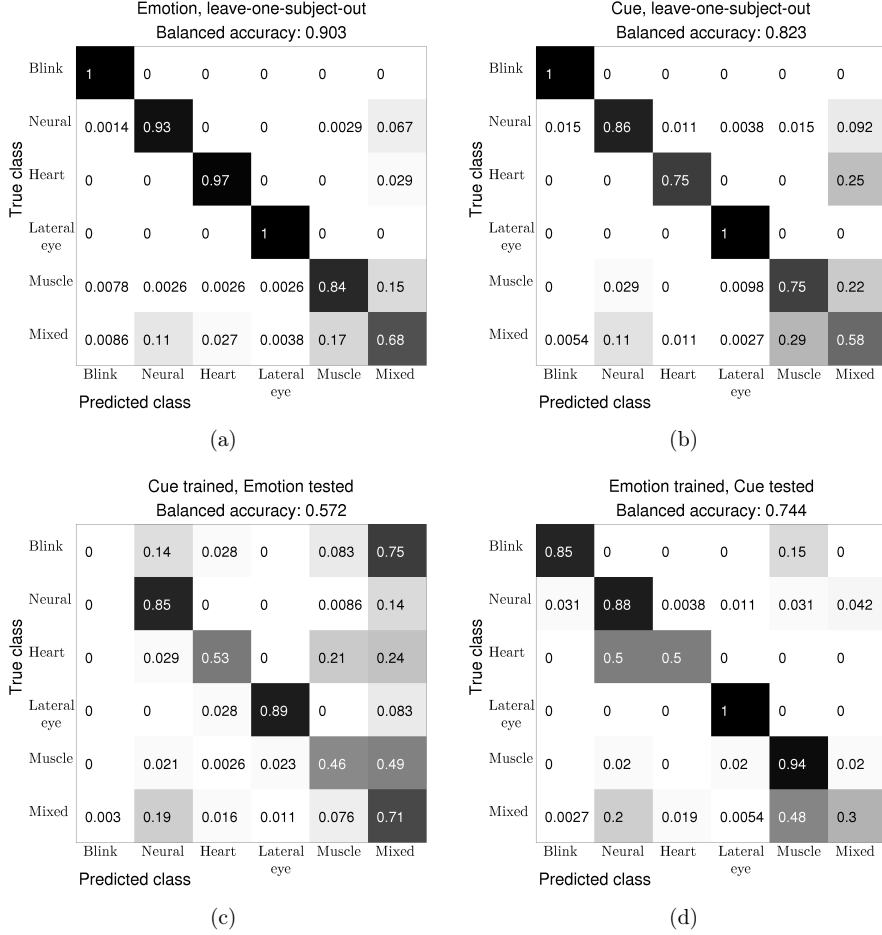 Emotion, leave-one-subject-out
Balanced accuracy: 0.903
True class
Blink 1 0 0 0 0 0
Neural 0.0014 0.93 0 0 0.0029 0.067
Heart 0 0 0.97 0 0 0.029
Lateral eye 0 0 0 1 0 0
Muscle 0.0078 0.0026 0.0026 0.0026 0.84 0.15
Mixed 0.0086 0.11 0.027 0.0038 0.17 0.68
Blink Neural Heart Lateral eye Muscle Mixed
Predicted class
(a)
Cue, leave-one-subject-out
Balanced accuracy: 0.823
True class
Blink 1 0 0 0 0 0
Neural 0.015 0.86 0.011 0.0038 0.015 0.092
Heart 0 0 0.75 0 0 0.25
Lateral eye 0 0 0 1 0 0
Muscle 0 0.029 0 0.0098 0.75 0.22
Mixed 0.0054 0.11 0.011 0.0027 0.29 0.58
Blink Neural Heart Lateral eye Muscle Mixed
Predicted class
(b)
Cue trained, Emotion tested
Balanced accuracy: 0.572
True class
Blink 0 0.14 0.028 0 0.083 0.75
Neural 0 0.85 0 0 0.0086 0.14
Heart 0 0.029 0.53 0 0.21 0.24
Lateral eye 0 0 0.028 0.89 0 0.083
Muscle 0 0.021 0.0026 0.023 0.46 0.49
Mixed 0.003 0.19 0.016 0.011 0.076 0.71
Blink Neural Heart Lateral eye Muscle Mixed
Predicted class
(c)
Emotion trained, Cue tested
Balanced accuracy: 0.744
True class
Blink 0.85 0 0 0 0.15 0
Neural 0.031 0.88 0.0038 0.011 0.031 0.042
Heart 0 0.5 0.5 0 0 0
Lateral eye 0 0 0 1 0 0
Muscle 0 0.02 0 0.02 0.94 0.02
Mixed 0.0027 0.2 0.019 0.0054 0.48 0.3
Blink Neural Heart Lateral eye Muscle Mixed
Predicted class
(d)